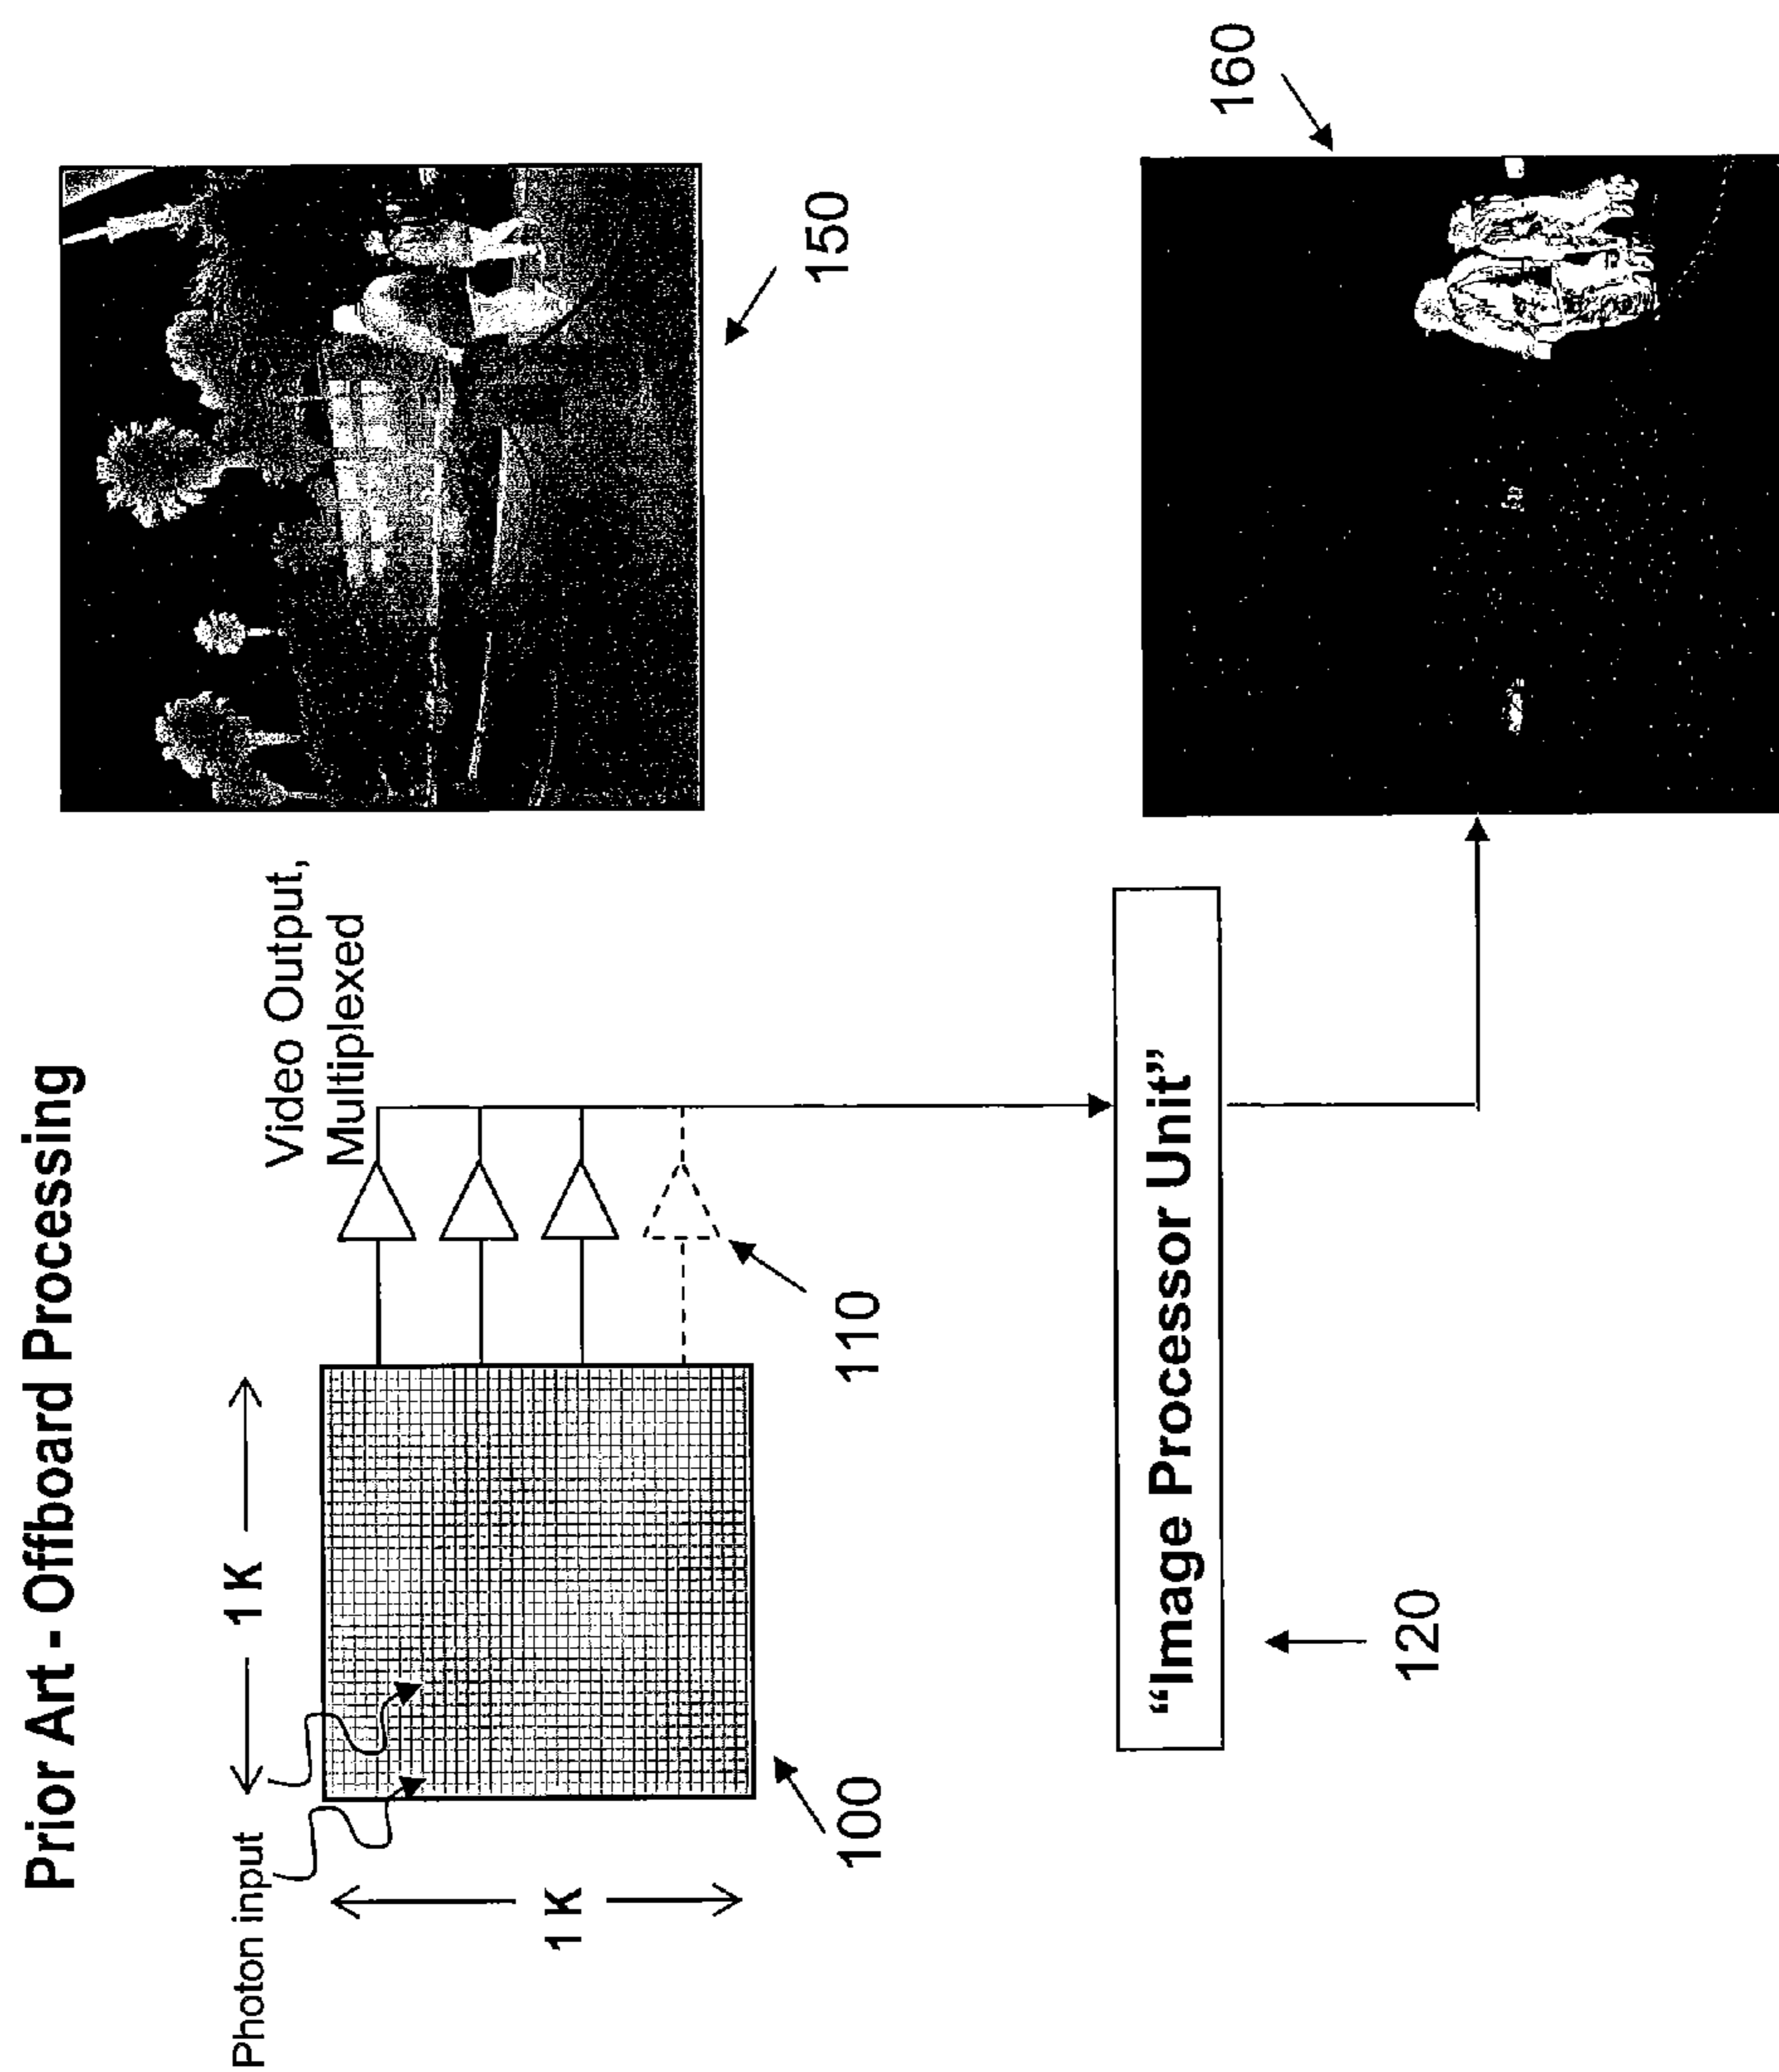 Prior Art - Offboard Processing
Photon input
1 K
1 K
Video Output,
Multiplexed
100
110
150
"Image Processor Unit"
120
160